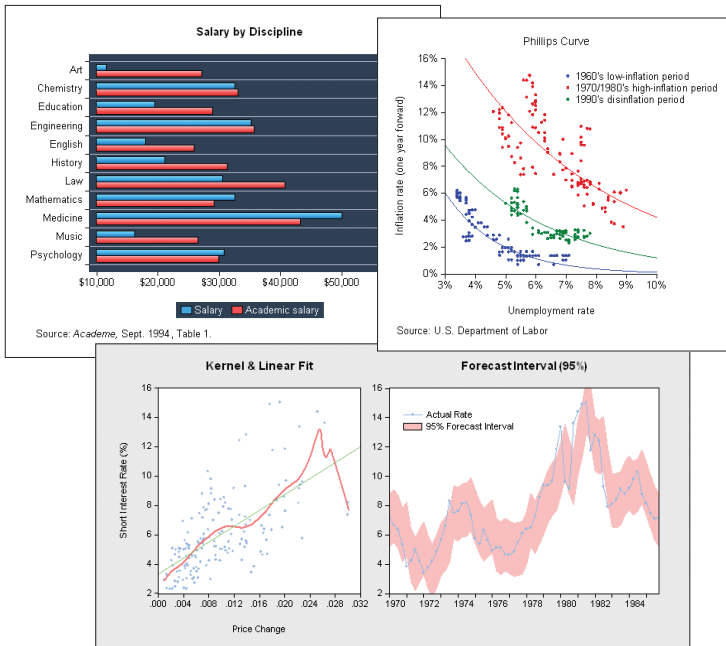 Salary by Discipline
Art
Chemistry
Education
Engineering
English
History
Law
Mathematics
Medicine
Music
Psychology
$10,000 $20,000 $30,000 $40,000 $50,000
Salary Academic salary
Source: Academe, Sept. 1994, Table 1.
Phillips Curve
16%
14%
12%
10%
8%
6%
4%
2%
0%
Inflation rate (one year forward)
1960's low-inflation period
1970/1980's high-inflation period
1990's disinflation period
3% 4% 5% 6% 7% 8% 9% 10%
Unemployment rate
Source: U.S. Department of Labor
Kernel & Linear Fit
16
14
12
10
8
6
4
2
Short Interest Rate (%)
.000 .004 .008 .012 .016 .020 .024 .028 .032
Price Change
Forecast Interval (95%)
Actual Rate
95% Forecast Interval
16
14
12
10
8
6
4
2
1970 1972 1974 1976 1978 1980 1982 1984